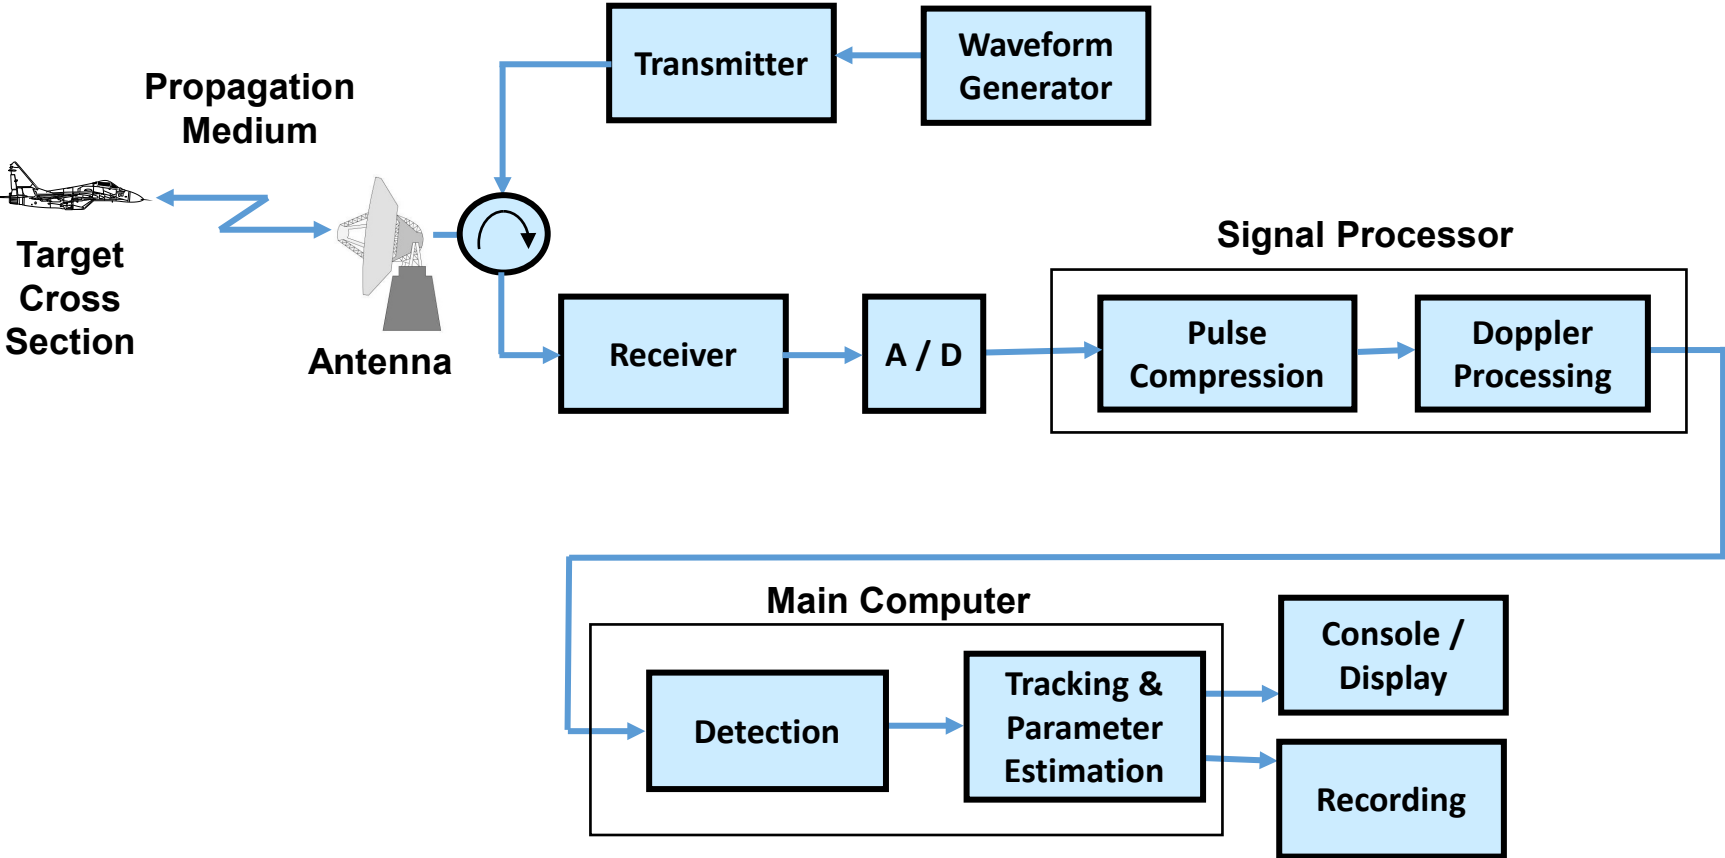 Transmitter
Waveform
Generator
Propagation
Medium
Target
Cross
Section
Antenna
Signal Processor
Receiver
A / D
Pulse
Compression
Doppler
Processing
Main Computer
Detection
Tracking &
Parameter
Estimation
Console /
Display
Recording